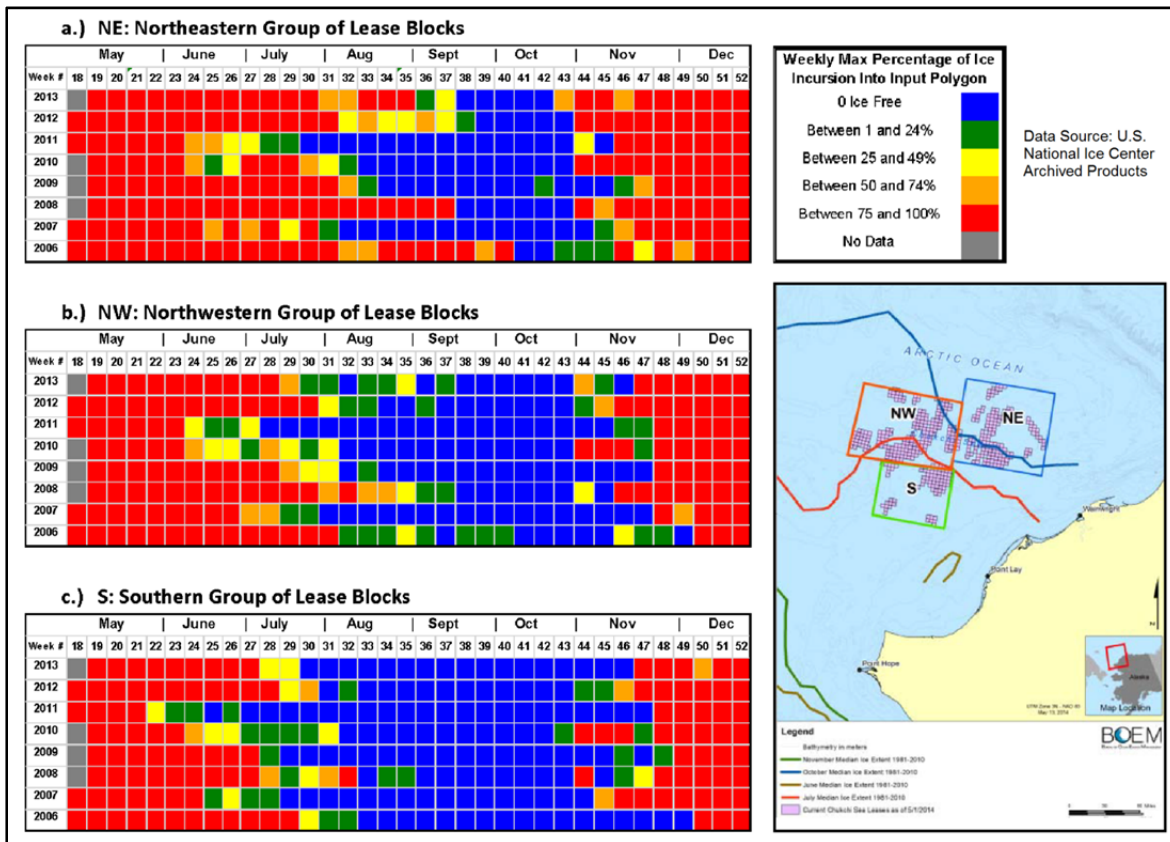 a.) NE: Northeastern Group of Lease Blocks
May | June | July | Aug | Sept | Oct | Nov | Dec
Week # 18 19 20 21 22 23 24 25 26 27 28 29 30 31 32 33 34 35 36 37 38 39 40 41 42 43 44 45 46 47 48 49 50 51 52
2013
2012
2011
2010
2009
2008
2007
2006
Weekly Max Percentage of Ice
Incursion Into Input Polygon
0 Ice Free
Between 1 and 24%
Between 25 and 49%
Between 50 and 74%
Between 75 and 100%
No Data
Data Source: U.S.
National Ice Center
Archived Products
b.) NW: Northwestern Group of Lease Blocks
May | June | July | Aug | Sept | Oct | Nov | Dec
Week # 18 19 20 21 22 23 24 25 26 27 28 29 30 31 32 33 34 35 36 37 38 39 40 41 42 43 44 45 46 47 48 49 50 51 52
2013
2012
2011
2010
2009
2008
2007
2006
c.) S: Southern Group of Lease Blocks
May | June | July | Aug | Sept | Oct | Nov | Dec
Week # 18 19 20 21 22 23 24 25 26 27 28 29 30 31 32 33 34 35 36 37 38 39 40 41 42 43 44 45 46 47 48 49 50 51 52
2013
2012
2011
2010
2009
2008
2007
2006
ARCTIC OCEAN
NW
NE
S
Wainwright
Point Lay
Point Hope
N
Alaska
Map Location
Legend
BOEM
Bathymetry in meters
November Median Ice Extent 1981-2010
October Median Ice Extent 1981-2010
June Median Ice Extent 1981-2010
July Median Ice Extent 1981-2010
Current Chukchi Sea Leases as of 5/1/2014